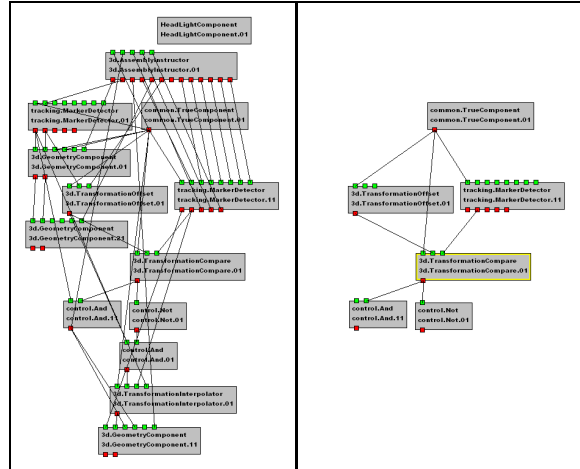 HeadLightComponent
HeadLightComponent.01
3d.AssemblyInstructor
3d.AssemblyInstructor.01
tracking.MarkerDetector
tracking.MarkerDetector.01
common.TrueComponent
common.TrueComponent.01
3d.GeometryComponent
3d.GeometryComponent.01
3d.TransformationOffset
3d.TransformationOffset.01
tracking.MarkerDetector
tracking.MarkerDetector.11
3d.GeometryComponent
3d.GeometryComponent.21
3d.TransformationCompare
3d.TransformationCompare.01
control.And
control.And.11
control.Not
control.Not.01
control.And
control.And.01
3d.TransformationInterpolator
3d.TransformationInterpolator.01
3d.GeometryComponent
3d.GeometryComponent.11
common.TrueComponent
common.TrueComponent.01
3d.TransformationOffset
3d.TransformationOffset.01
tracking.MarkerDetector
tracking.MarkerDetector.11
3d.TransformationCompare
3d.TransformationCompare.01
control.And
control.And.11
control.Not
control.Not.01